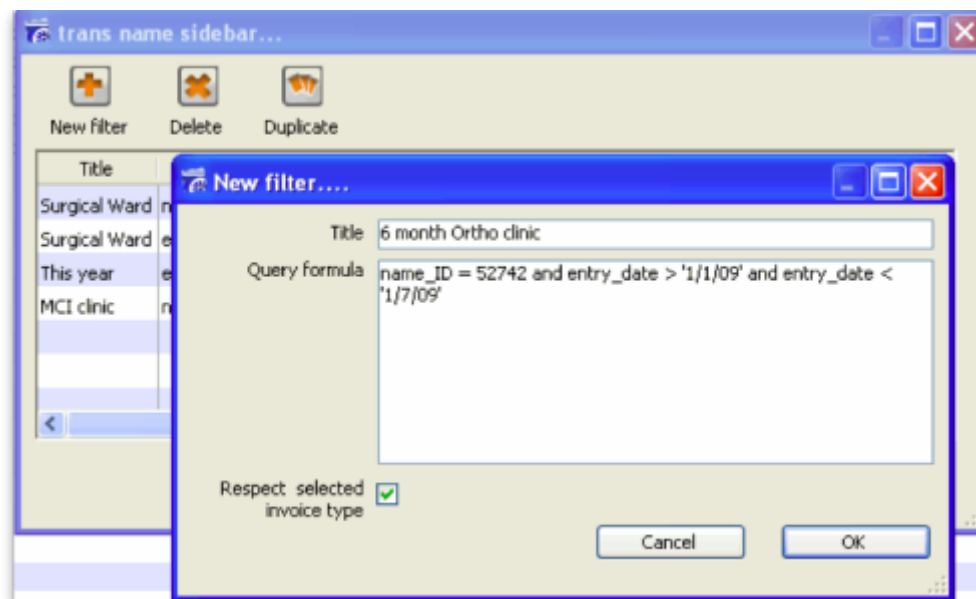 trans name sidebar...
New filter Delete Duplicate
Title
Surgical Ward n
Surgical Ward e
This year e
MCI clinic n
New filter....
Title 6 month Ortho clinic
Query formula name_ID = 52742 and entry_date > '1/1/09' and entry_date <
'1/7/09'
Respect selected
invoice type
Cancel OK